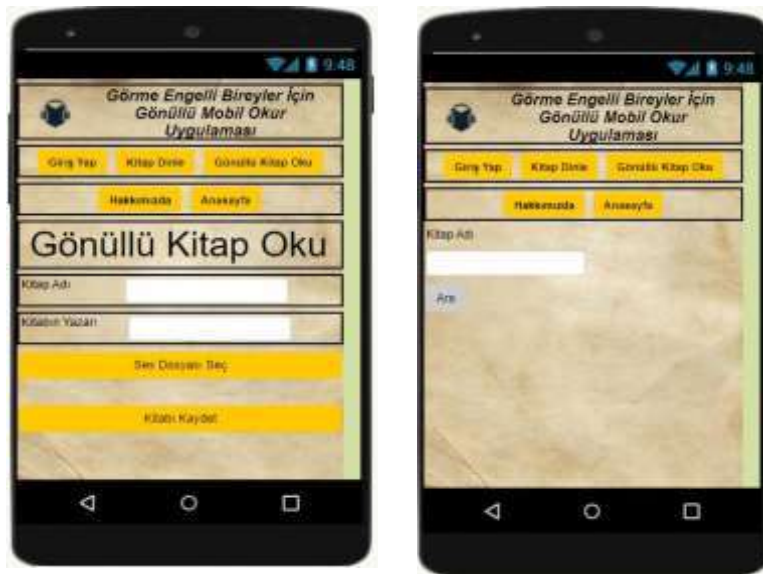 9:48
Görme Engelli Bireyler İçin
Gönüllü Mobil Okur
Uygulaması
Giriş Yap Kitap Dinle Gönüllü Kitap Oku
Hakkımızda Anasayfa
Gönüllü Kitap Oku
Kitap Adı
Kitabın Yazarı
Ses Dosyası Seç
Kitabı Kaydet
9:48
Görme Engelli Bireyler İçin
Gönüllü Mobil Okur
Uygulaması
Giriş Yap Kitap Dinle Gönüllü Kitap Oku
Hakkımızda Anasayfa
Kitap Adı
Ara